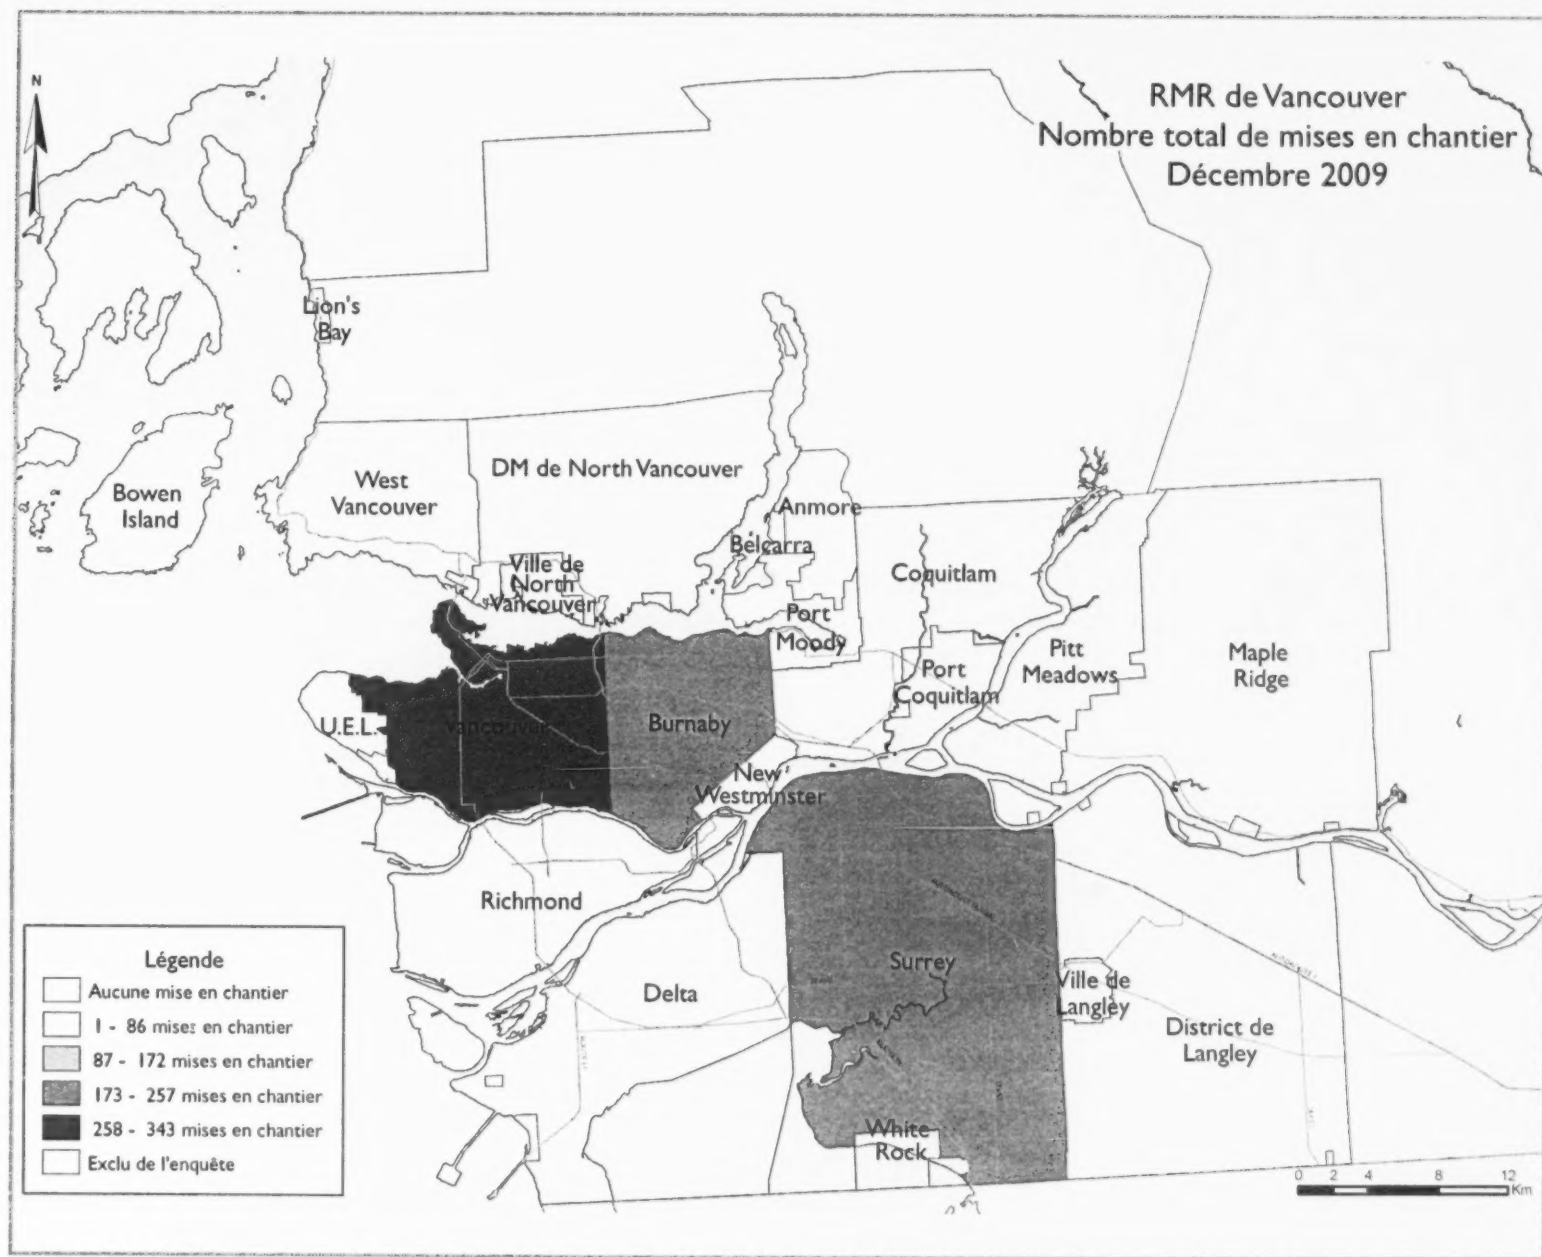 N
RMR de Vancouver
Nombre total de mises en chantier
Décembre 2009
Lion's
Bay
Bowen
Island
West
Vancouver
DM de North Vancouver
Anmore
Belcarra
Ville de
North
Vancouver
Coquitlam
Port
Moody
Pitt
Meadows
Port
Coquitlam
Maple
Ridge
U.E.L.
Vancouver
Burnaby
New
Westminster
Richmond
Surrey
Delta
Ville de
Langley
District de
Langley
White
Rock
Légende
Aucune mise en chantier
1 - 86 mises en chantier
87 - 172 mises en chantier
173 - 257 mises en chantier
258 - 343 mises en chantier
Exclu de l'enquête
0 2 4 8 12
Km